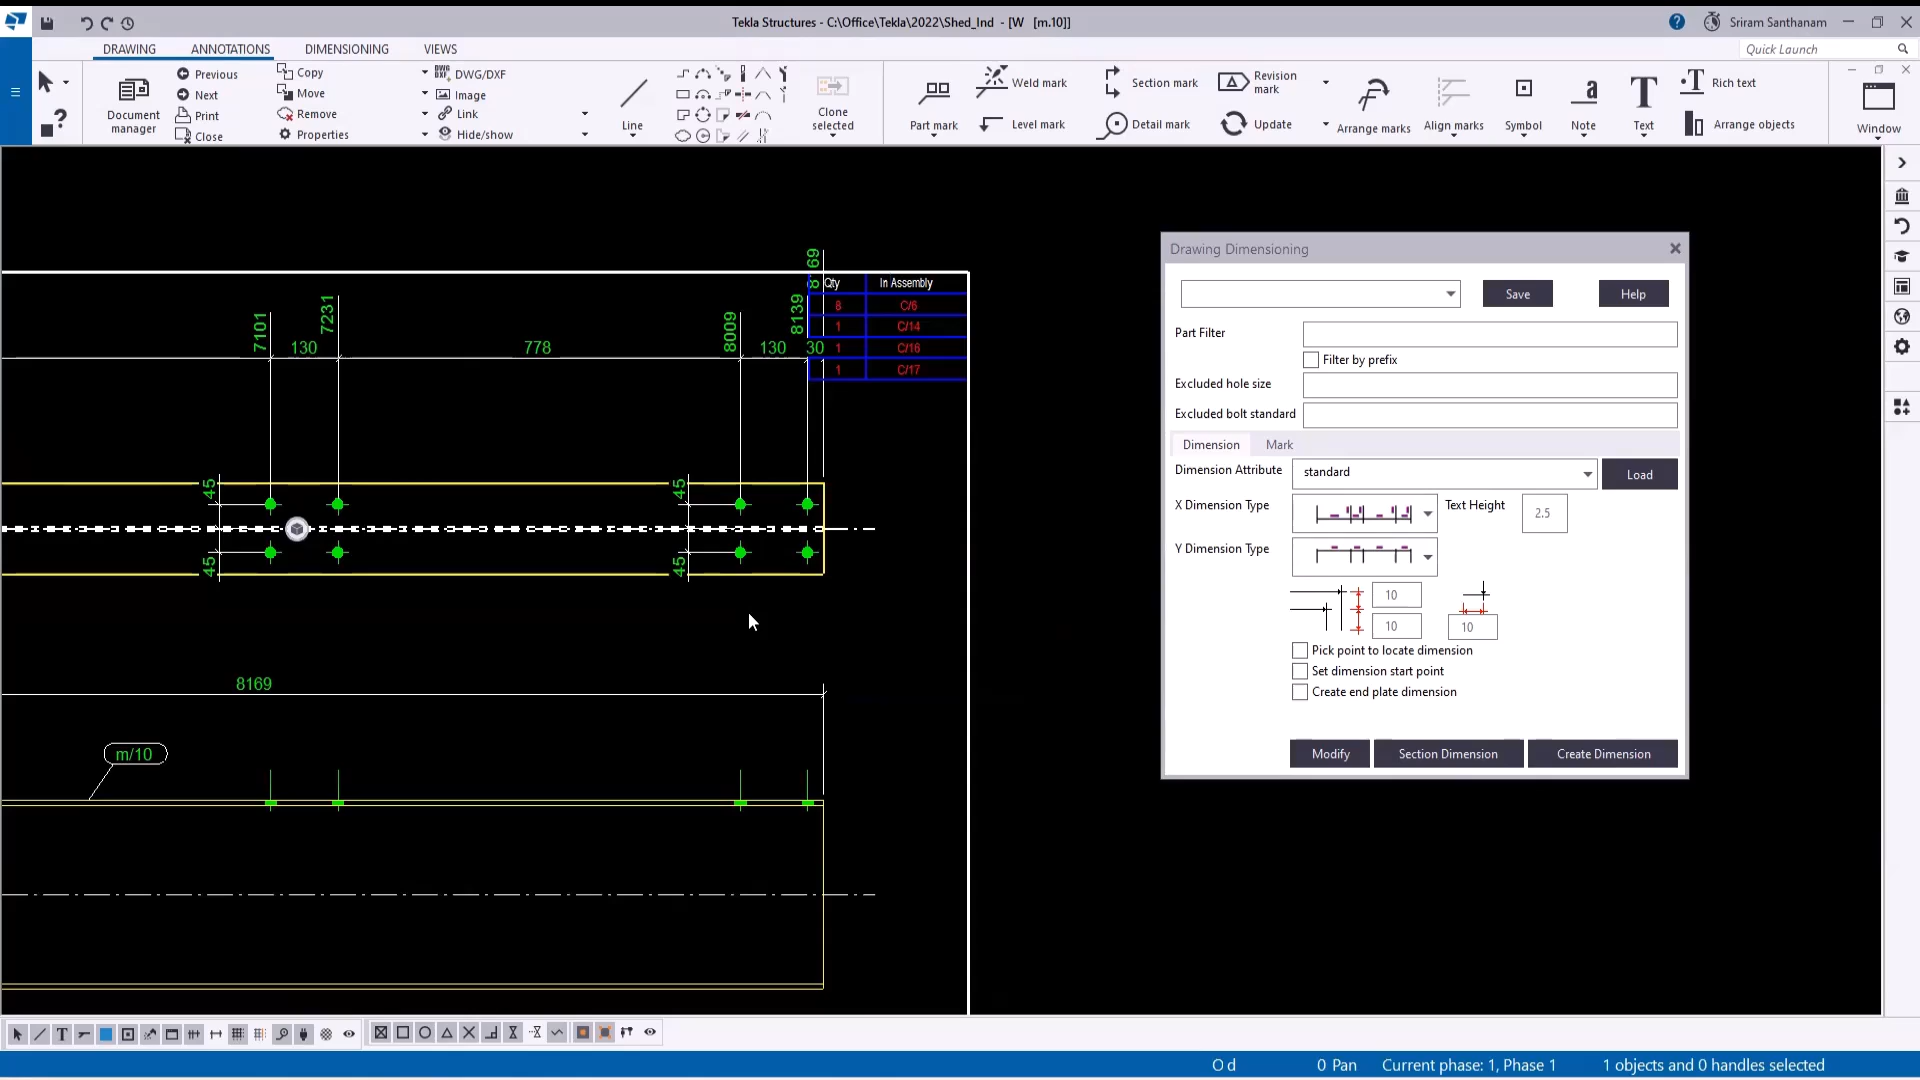 Tekla Structures - C:\Office\Tekla\2022\Shed_Ind - [W [m.10]]
Sriram Santhanam
DRAWING ANNOTATIONS DIMENSIONING VIEWS
Quick Launch
Document manager
Previous
Next
Print
Close
Copy
Move
Remove
Properties
DWG/DXF
Image
Link
Hide/show
Line
Clone selected
Part mark
Weld mark
Level mark
Section mark
Detail mark
Revision mark
Update
Arrange marks
Align marks
Symbol
Note
Text
Rich text
Arrange objects
Window
7101
130
7231
778
8009
130
8139
30
8169
Qty In Assembly
8 C/6
1 C/14
1 C/16
1 C/17
45
45
45
45
8169
m/10
Drawing Dimensioning
Save
Help
Part Filter
Filter by prefix
Excluded hole size
Excluded bolt standard
Dimension Mark
Dimension Attribute standard Load
X Dimension Type Text Height 2.5
Y Dimension Type
10
10
10
Pick point to locate dimension
Set dimension start point
Create end plate dimension
Modify Section Dimension Create Dimension
O d 0 Pan Current phase: 1, Phase 1 1 objects and 0 handles selected